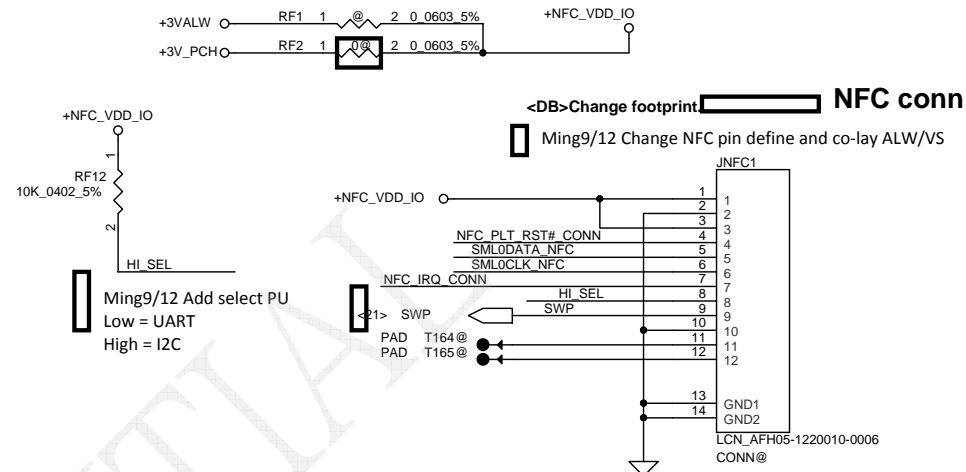 +3VALW RF1 1 @ 2 0_0603_5% +NFC_VDD_IO
+3V_PCH RF2 1 0@ 2 0_0603_5%
<DB>Change footprint. NFC conn
Ming9/12 Change NFC pin define and co-lay ALW/VS
+NFC_VDD_IO
1
RF12
10K_0402_5%
2
HI_SEL
Ming9/12 Add select PU
Low = UART
High = I2C
JNFC1
+NFC_VDD_IO 1 1
2 2
3 3
NFC_PLT_RST#_CONN 4 4
SML0DATA_NFC 5 5
SML0CLK_NFC 6 6
NFC_IRQ_CONN 7 7
HI_SEL 8 8
<21> SWP SWP 9 9
10 10
PAD T164@ 11 11
PAD T165@ 12 12
13 GND1
14 GND2
LCN_AFH05-1220010-0006
CONN@